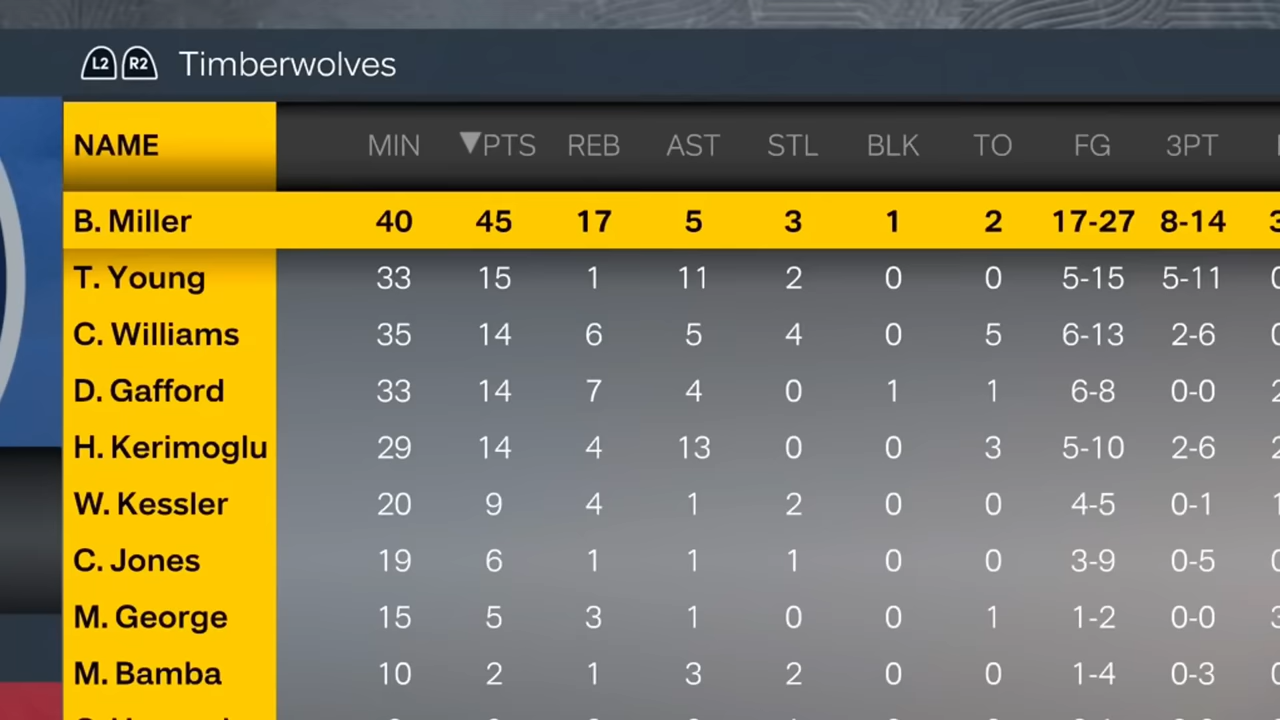 L2 R2 Timberwolves
NAME MIN ▼PTS REB AST STL BLK TO FG 3PT
B. Miller 40 45 17 5 3 1 2 17-27 8-14
T. Young 33 15 1 11 2 0 0 5-15 5-11
C. Williams 35 14 6 5 4 0 5 6-13 2-6
D. Gafford 33 14 7 4 0 1 1 6-8 0-0
H. Kerimoglu 29 14 4 13 0 0 3 5-10 2-6
W. Kessler 20 9 4 1 2 0 0 4-5 0-1
C. Jones 19 6 1 1 1 0 0 3-9 0-5
M. George 15 5 3 1 0 0 1 1-2 0-0
M. Bamba 10 2 1 3 2 0 0 1-4 0-3